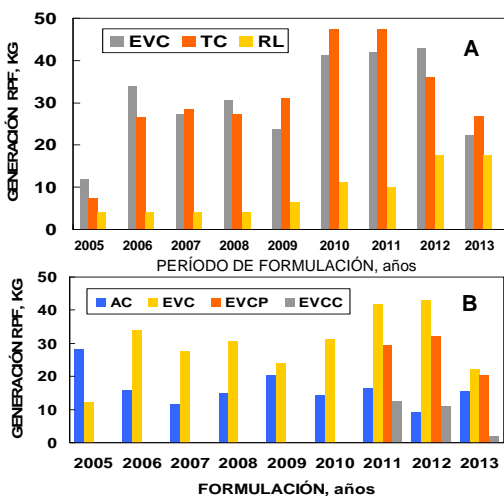 GENERACIÓN RPF, KG
50
40
30
20
10
0
EVC TC RL
A
2005 2006 2007 2008 2009 2010 2011 2012 2013
PERÍODO DE FORMULACIÓN, años
GENERACIÓN RPF, KG
50
40
30
20
10
0
AC EVC EVCP EVCC
B
2005 2006 2007 2008 2009 2010 2011 2012 2013
FORMULACIÓN, años